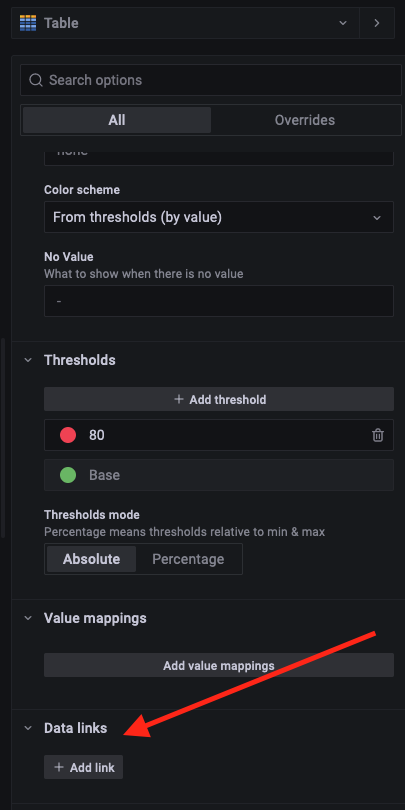 Table
Search options
All
Overrides
none
Color scheme
From thresholds (by value)
No Value
What to show when there is no value
-
Thresholds
+ Add threshold
80
Base
Thresholds mode
Percentage means thresholds relative to min & max
Absolute
Percentage
Value mappings
Add value mappings
Data links
+ Add link